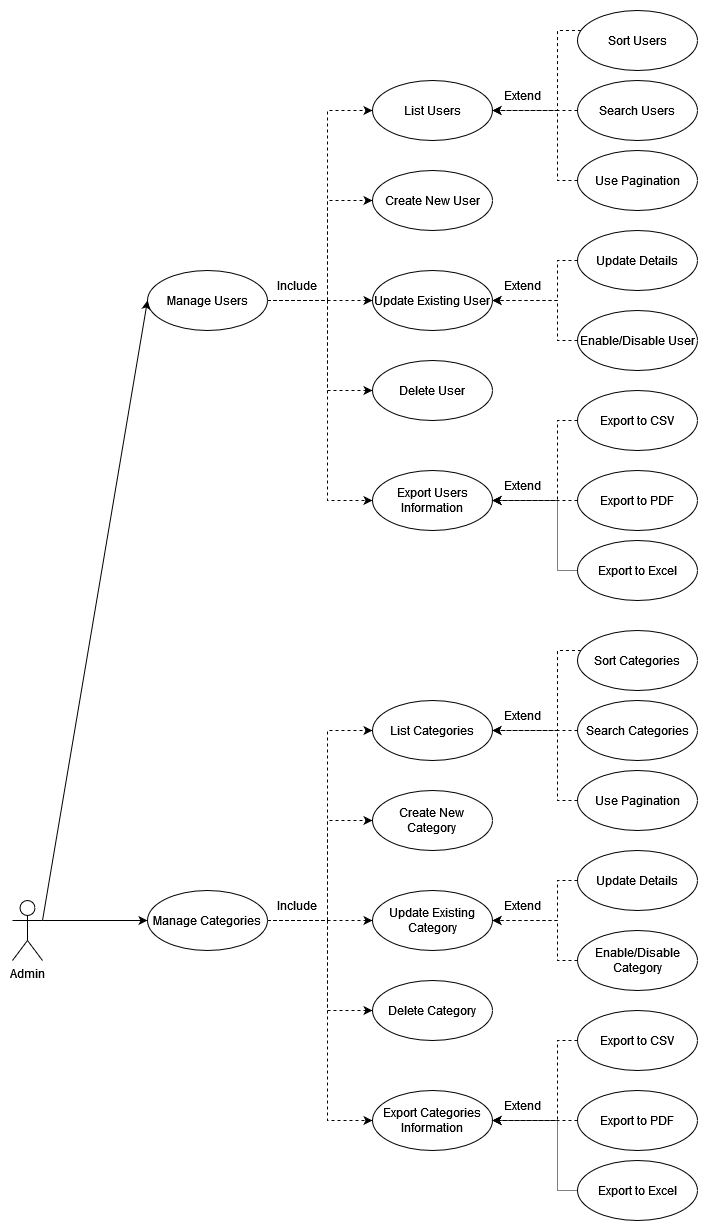 Sort Users
List Users
Extend
Search Users
Use Pagination
Create New User
Manage Users
Include
Update Existing User
Extend
Update Details
Enable/Disable User
Delete User
Export Users
Information
Extend
Export to CSV
Export to PDF
Export to Excel
Sort Categories
List Categories
Extend
Search Categories
Use Pagination
Create New
Category
Admin
Manage Categories
Include
Update Existing
Category
Extend
Update Details
Enable/Disable
Category
Delete Category
Export Categories
Information
Extend
Export to CSV
Export to PDF
Export to Excel